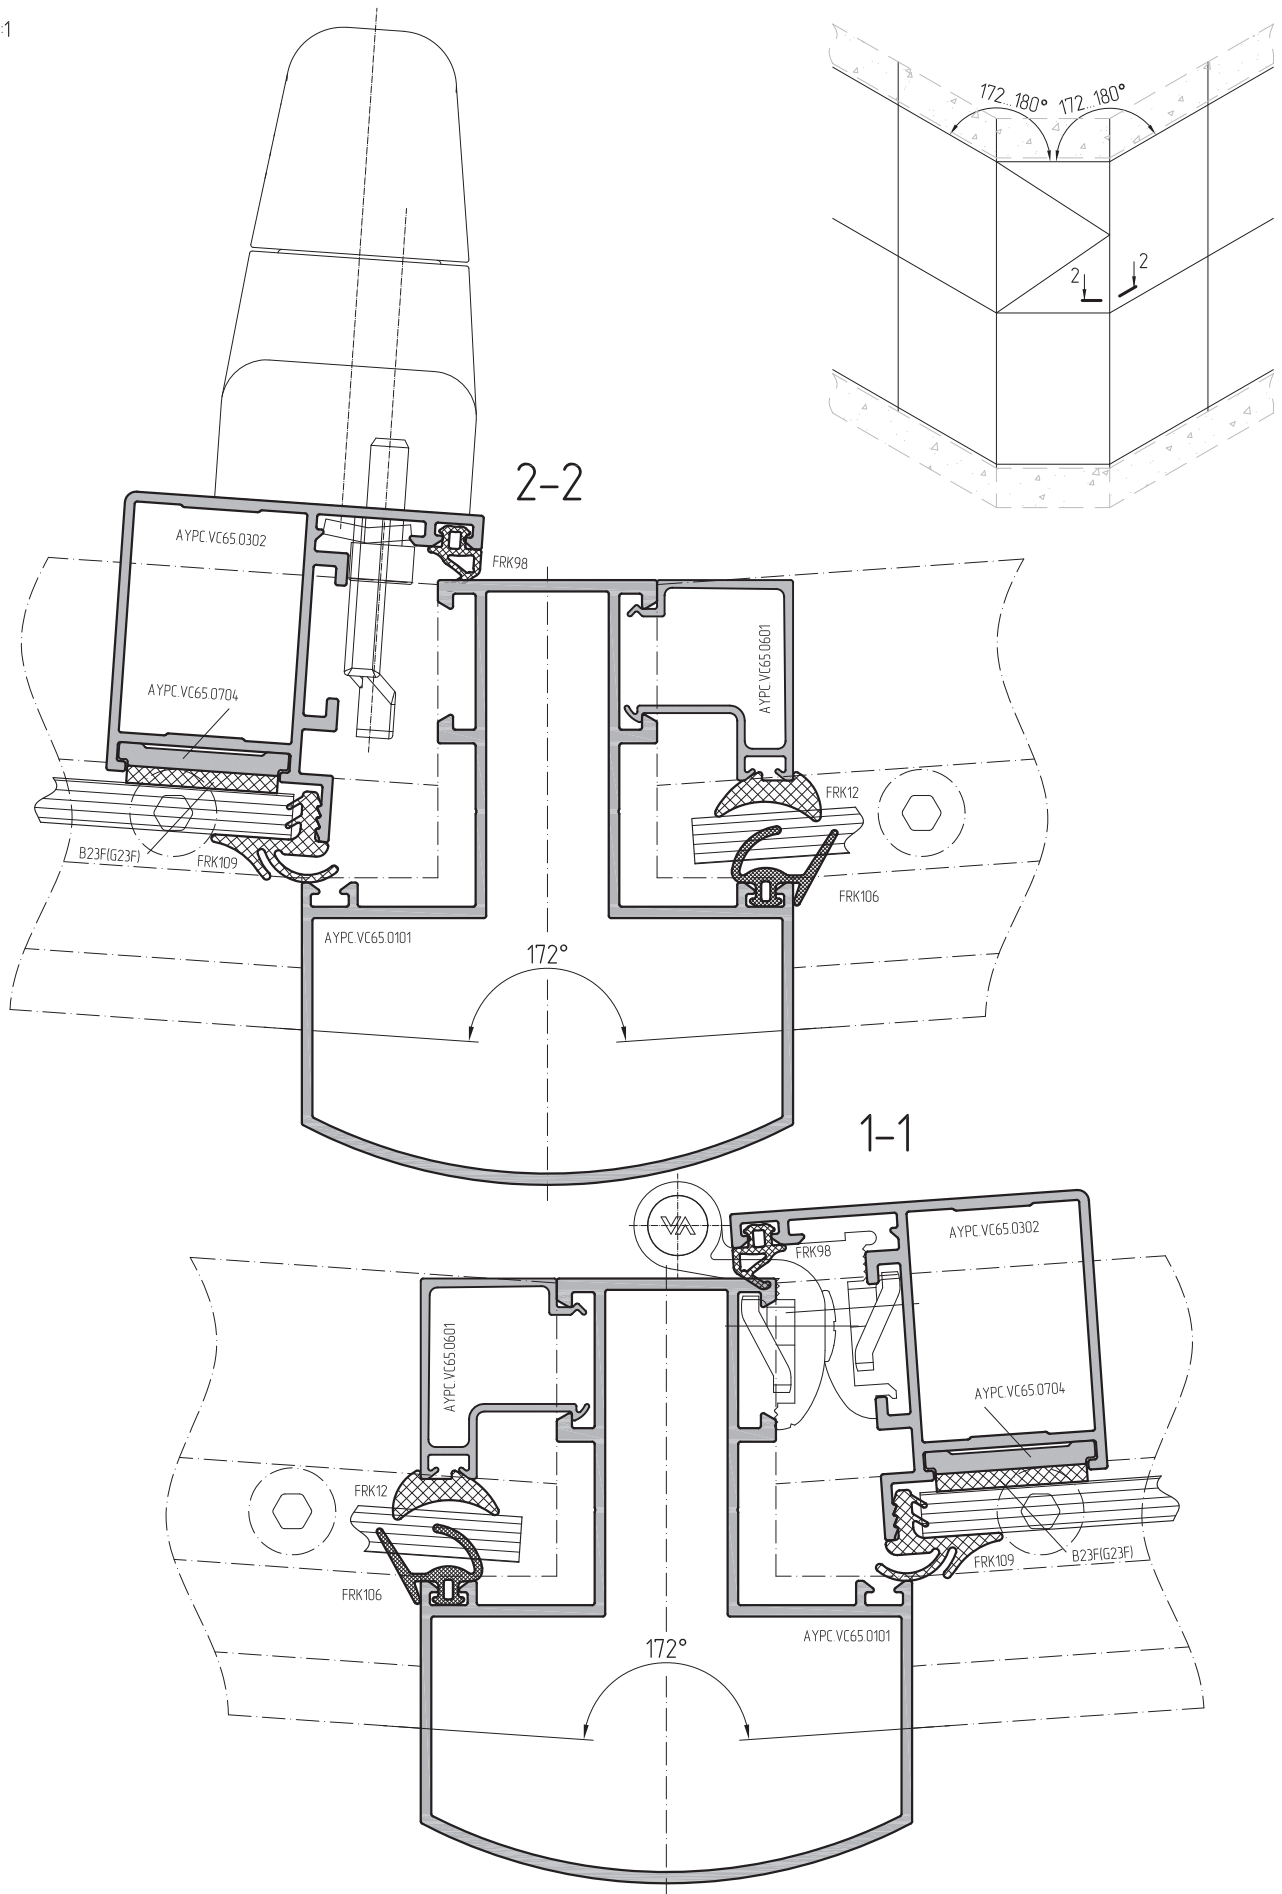 :1
172...180° 172...180°
2
2
2-2
AYPC.VC65.0302
FRK98
AYPC.VC65.0601
AYPC.VC65.0704
FRK12
B23F(G23F)
FRK109
FRK106
AYPC.VC65.0101
172°
1-1
AYPC.VC65.0302
FRK98
AYPC.VC65.0601
AYPC.VC65.0704
FRK12
FRK109
B23F(G23F)
FRK106
AYPC.VC65.0101
172°